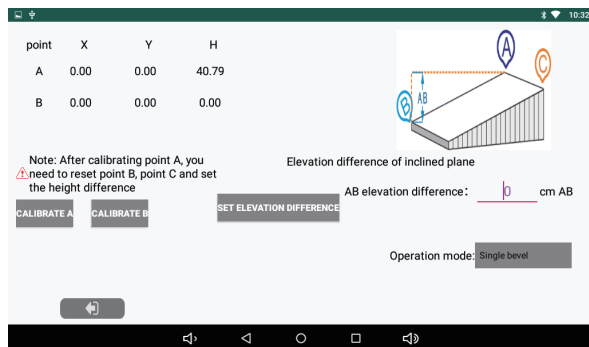 10:32
point X Y H
A 0.00 0.00 40.79
B 0.00 0.00 0.00
A
C
B
AB
Note: After calibrating point A, you
need to reset point B, point C and set
the height difference
Elevation difference of inclined plane
AB elevation difference: 0 cm AB
CALIBRATE A CALIBRATE B SET ELEVATION DIFFERENCE
Operation mode: Single bevel